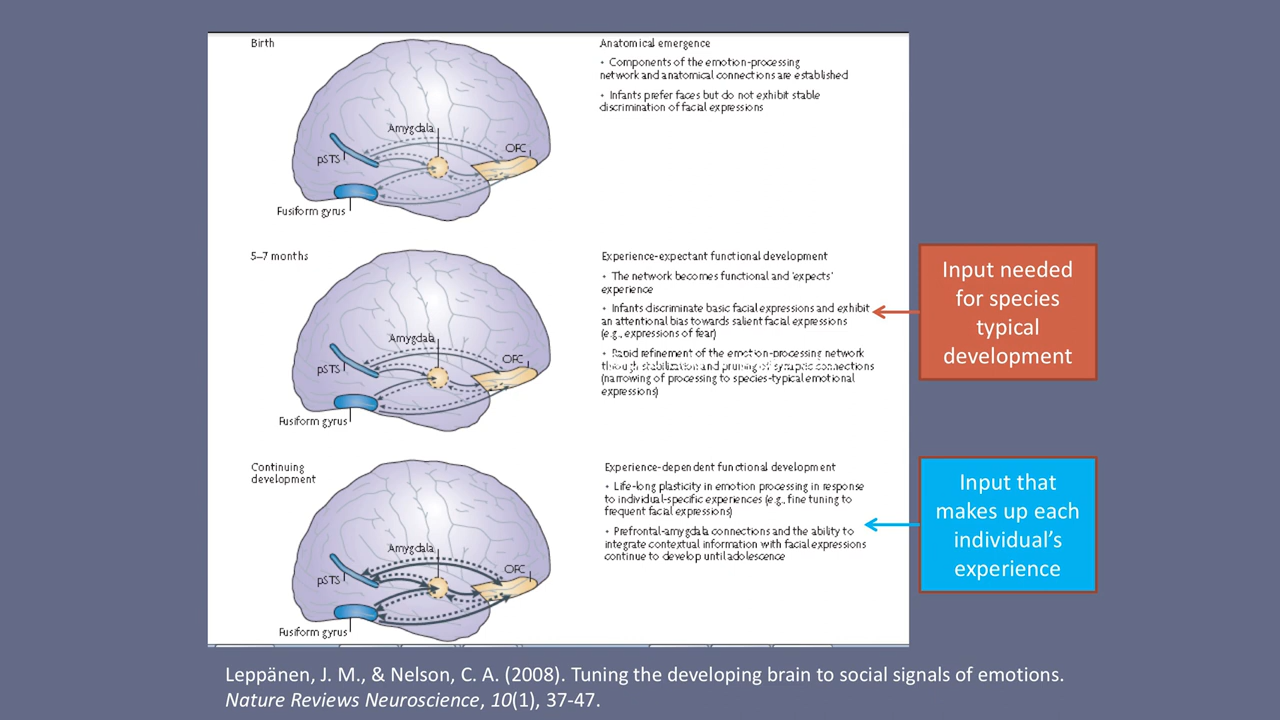 Birth
Amygdala
OFC
pSTS
Fusiform gyrus
Anatomical emergence
• Components of the emotion-processing
network and anatomical connections are established
• Infants prefer faces but do not exhibit stable
discrimination of facial expressions
5–7 months
Amygdala
OFC
pSTS
Fusiform gyrus
Experience-expectant functional development
• The network becomes functional and 'expects'
experience
• Infants discriminate basic facial expressions and exhibit
an attentional bias towards salient facial expressions
(e.g., expressions of fear)
• Rapid refinement of the emotion-processing network
through stabilization and pruning of synaptic connections
(narrowing of processing to species-typical emotional
expressions)
Input needed
for species
typical
development
Continuing
development
Amygdala
OFC
pSTS
Fusiform gyrus
Experience-dependent functional development
• Life-long plasticity in emotion processing in response
to individual-specific experiences (e.g., fine tuning to
frequent facial expressions)
• Prefrontal-amygdala connections and the ability to
integrate contextual information with facial expressions
continue to develop until adolescence
Input that
makes up each
individual's
experience
Leppänen, J. M., & Nelson, C. A. (2008). Tuning the developing brain to social signals of emotions.
Nature Reviews Neuroscience, 10(1), 37-47.